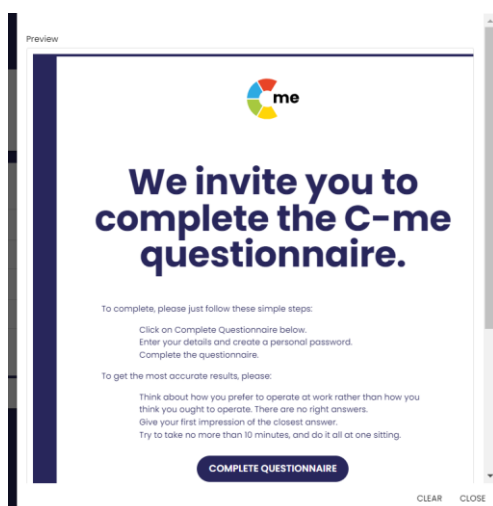 Preview
me
We invite you to
complete the C-me
questionnaire.
To complete, please just follow these simple steps:
Click on Complete Questionnaire below.
Enter your details and create a personal password.
Complete the questionnaire.
To get the most accurate results, please:
Think about how you prefer to operate at work rather than how you
think you ought to operate. There are no right answers.
Give your first impression of the closest answer.
Try to take no more than 10 minutes, and do it all at one sitting.
COMPLETE QUESTIONNAIRE
CLEAR CLOSE